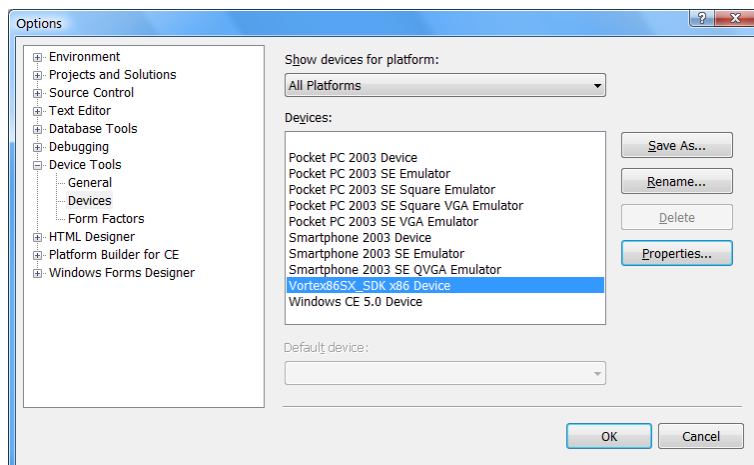 Options
Environment
Projects and Solutions
Source Control
Text Editor
Database Tools
Debugging
Device Tools
General
Devices
Form Factors
HTML Designer
Platform Builder for CE
Windows Forms Designer
Show devices for platform:
All Platforms
Devices:
Pocket PC 2003 Device
Pocket PC 2003 SE Emulator
Pocket PC 2003 SE Square Emulator
Pocket PC 2003 SE Square VGA Emulator
Pocket PC 2003 SE VGA Emulator
Smartphone 2003 Device
Smartphone 2003 SE Emulator
Smartphone 2003 SE QVGA Emulator
Vortex86SX_SDK x86 Device
Windows CE 5.0 Device
Save As...
Rename...
Delete
Properties...
Default device:
OK
Cancel